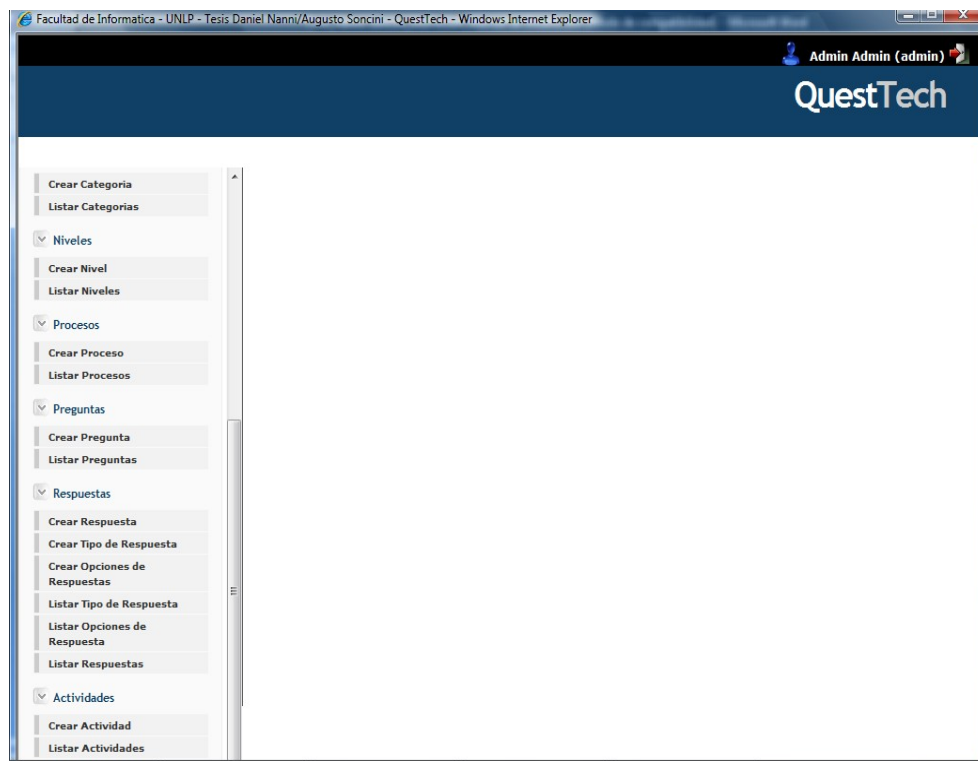 Facultad de Informatica - UNLP - Tesis Daniel Nanni/Augusto Soncini - QuestTech - Windows Internet Explorer
Admin Admin (admin)
QuestTech
Crear Categoria
Listar Categorias
Niveles
Crear Nivel
Listar Niveles
Procesos
Crear Proceso
Listar Procesos
Preguntas
Crear Pregunta
Listar Preguntas
Respuestas
Crear Respuesta
Crear Tipo de Respuesta
Crear Opciones de
Respuestas
Listar Tipo de Respuesta
Listar Opciones de
Respuesta
Listar Respuestas
Actividades
Crear Actividad
Listar Actividades